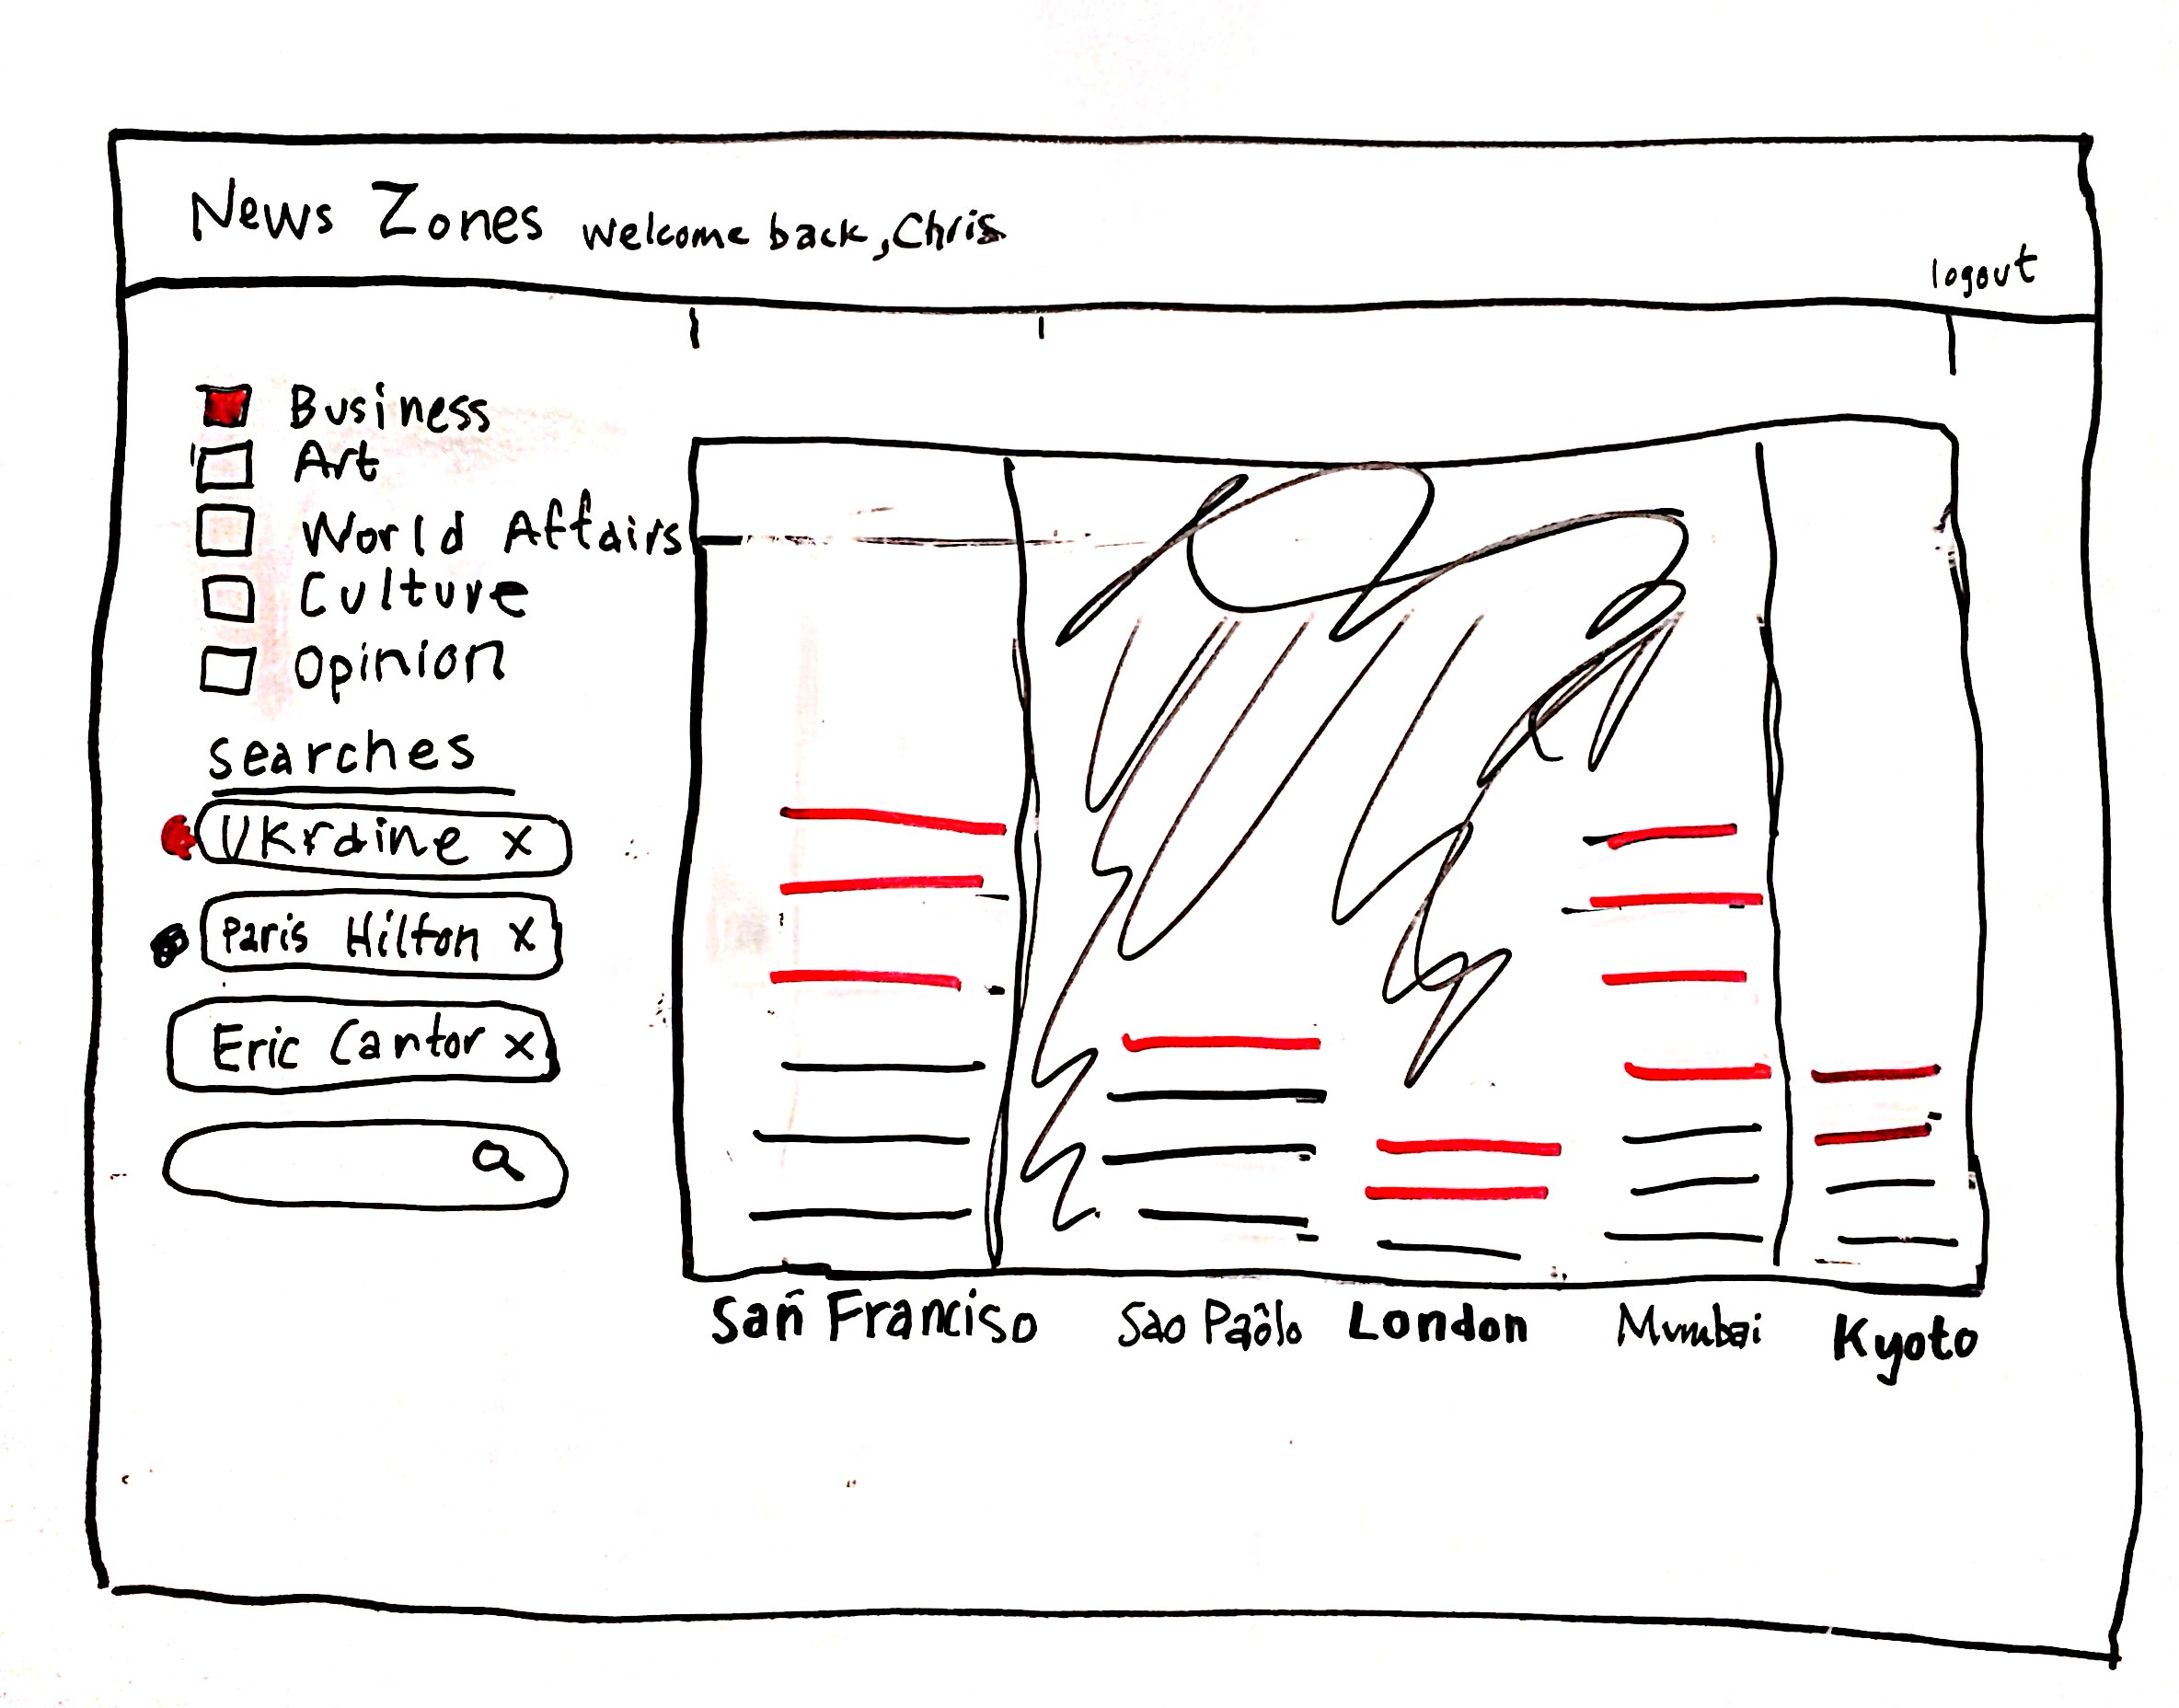 News Zones welcome back, Chris
logout
Business
Art
World Affairs
Culture
Opinion
searches
Ukraine x
Paris Hilton x
Eric Cantor x
Sañ Franciso
Sao Paôlo
London
Mumbai
Kyoto